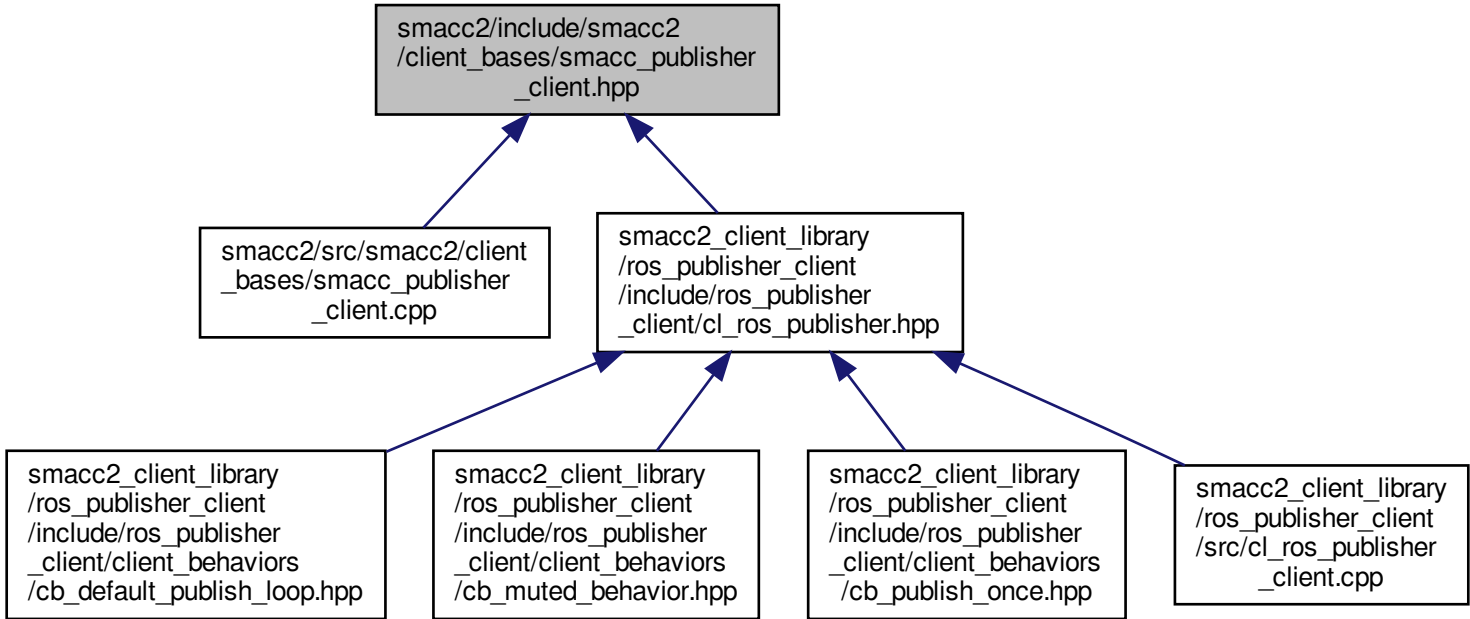 smacc2/include/smacc2
/client_bases/smacc_publisher
_client.hpp
smacc2/src/smacc2/client
_bases/smacc_publisher
_client.cpp
smacc2_client_library
/ros_publisher_client
/include/ros_publisher
_client/cl_ros_publisher.hpp
smacc2_client_library
/ros_publisher_client
/include/ros_publisher
_client/client_behaviors
/cb_default_publish_loop.hpp
smacc2_client_library
/ros_publisher_client
/include/ros_publisher
_client/client_behaviors
/cb_muted_behavior.hpp
smacc2_client_library
/ros_publisher_client
/include/ros_publisher
_client/client_behaviors
/cb_publish_once.hpp
smacc2_client_library
/ros_publisher_client
/src/cl_ros_publisher
_client.cpp